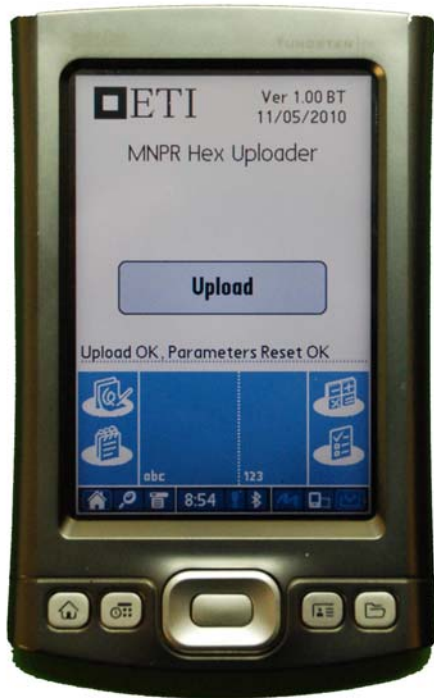 TUNGSTEN
ETI
Ver 1.00 BT
11/05/2010
MNPR Hex Uploader
Upload
Upload OK, Parameters Reset OK
abc
123
8:54